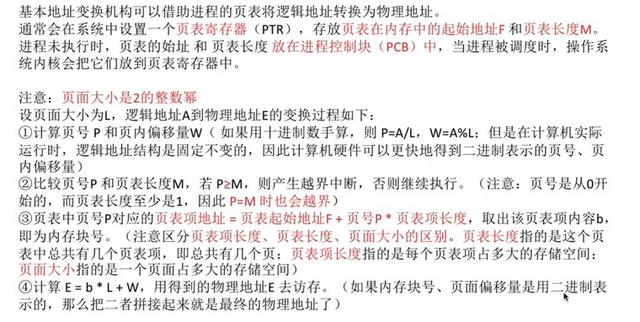 基本地址变换机构可以借助进程的页表将逻辑地址转换为物理地址。
通常会在系统中设置一个页表寄存器（PTR），存放页表在内存中的起始地址F 和页表长度M。
进程未执行时，页表的始址 和 页表长度 放在进程控制块（PCB）中，当进程被调度时，操作系
统内核会把它们放到页表寄存器中。
注意：页面大小是2的整数幂
设页面大小为L，逻辑地址A到物理地址E的变换过程如下：
①计算页号 P 和页内偏移量W（ 如果用十进制数手算，则 P=A/L，W=A%L；但是在计算机实际
运行时，逻辑地址结构是固定不变的，因此计算机硬件可以更快地得到二进制表示的页号、页
内偏移量）
②比较页号P 和页表长度M，若 P≥M，则产生越界中断，否则继续执行。（注意：页号是从0开
始的，而页表长度至少是1，因此 P=M 时也会越界）
③页表中页号P对应的页表项地址 = 页表起始地址F + 页号P * 页表项长度，取出该页表项内容b，
即为内存块号。（注意区分页表项长度、页表长度、页面大小的区别。页表长度指的是这个页
表中总共有几个页表项，即总共有几个页；页表项长度指的是每个页表项占多大的存储空间；
页面大小指的是一个页面占多大的存储空间）
④计算 E = b * L + W，用得到的物理地址E 去访存。（如果内存块号、页面偏移量是用二进制表
示的，那么把二者拼接起来就是最终的物理地址了）